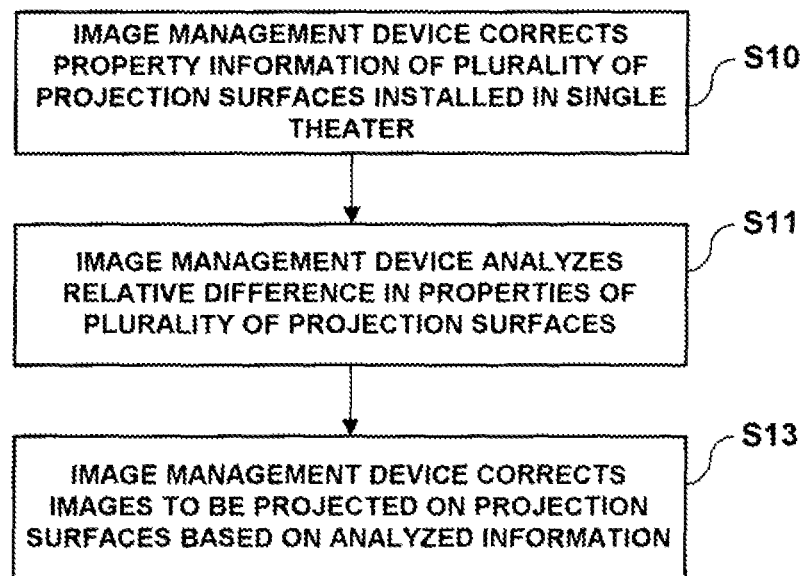 IMAGE MANAGEMENT DEVICE CORRECTS
PROPERTY INFORMATION OF PLURALITY OF
PROJECTION SURFACES INSTALLED IN SINGLE
THEATER
S10
IMAGE MANAGEMENT DEVICE ANALYZES
RELATIVE DIFFERENCE IN PROPERTIES OF
PLURALITY OF PROJECTION SURFACES
S11
IMAGE MANAGEMENT DEVICE CORRECTS
IMAGES TO BE PROJECTED ON PROJECTION
SURFACES BASED ON ANALYZED INFORMATION
S13